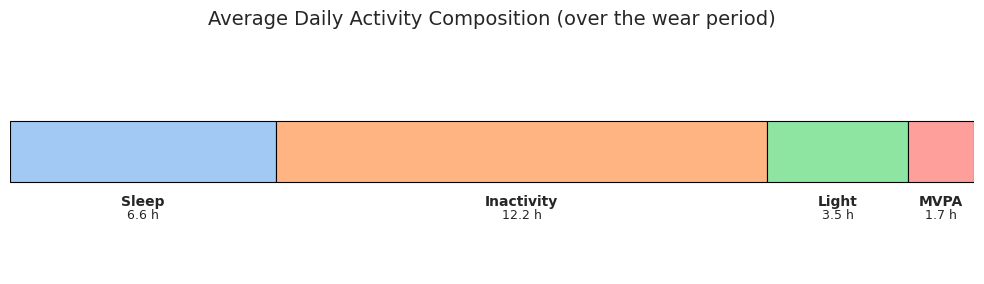 Average Daily Activity Composition (over the wear period)
Sleep
6.6 h
Inactivity
12.2 h
Light
3.5 h
MVPA
1.7 h